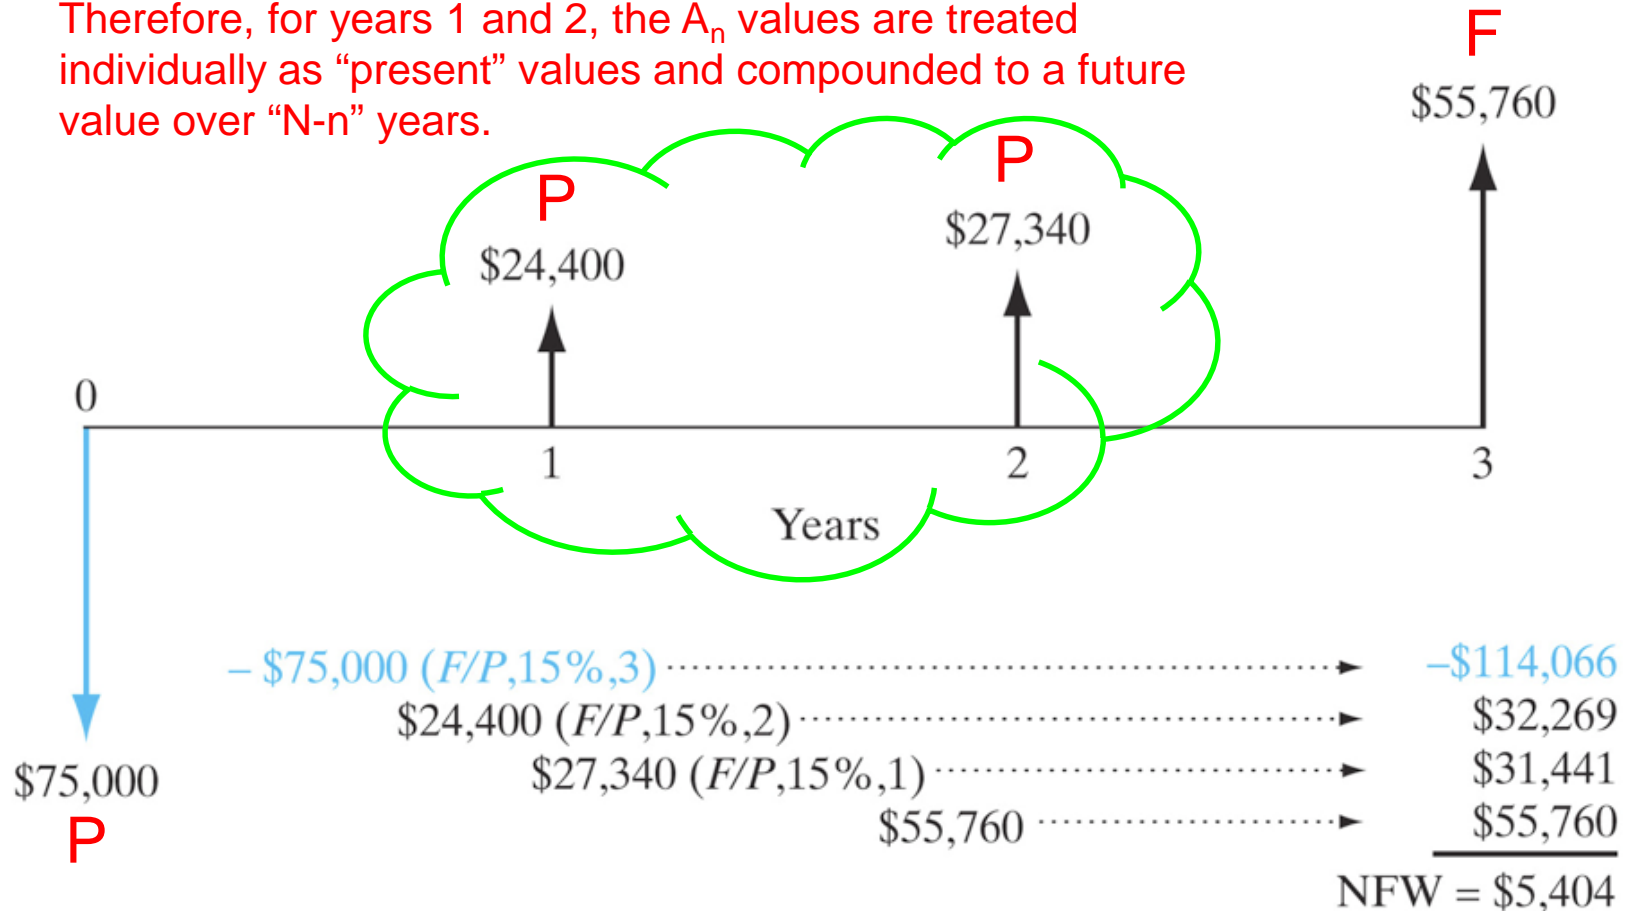 Therefore, for years 1 and 2, the Aₙ values are treated
individually as “present” values and compounded to a future
value over “N-n” years.
F
$55,760
P
$27,340
P
$24,400
0
1
2
3
Years
$75,000
P
– $75,000 (F/P,15%,3) –$114,066
$24,400 (F/P,15%,2) $32,269
$27,340 (F/P,15%,1) $31,441
$55,760 $55,760
NFW = $5,404